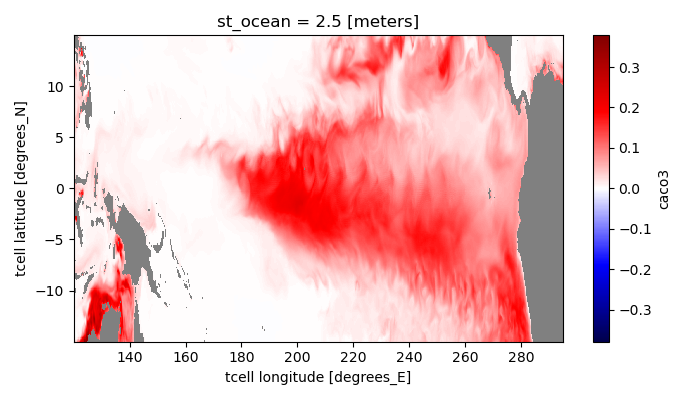 st_ocean = 2.5 [meters]
10
5
0
−5
−10
tcell latitude [degrees_N]
140 160 180 200 220 240 260 280
tcell longitude [degrees_E]
0.3
0.2
0.1
0.0
−0.1
−0.2
−0.3
caco3